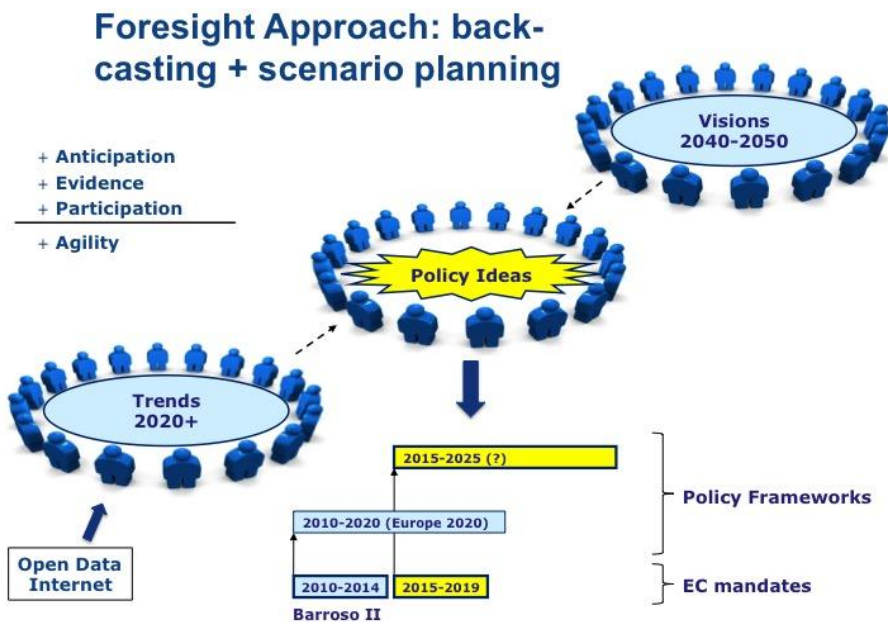 Foresight Approach: back-
casting + scenario planning
Visions
2040-2050
+ Anticipation
+ Evidence
+ Participation
+ Agility
Policy Ideas
Trends
2020+
2015-2025 (?)
Policy Frameworks
2010-2020 (Europe 2020)
Open Data
Internet
2010-2014
2015-2019
EC mandates
Barroso II